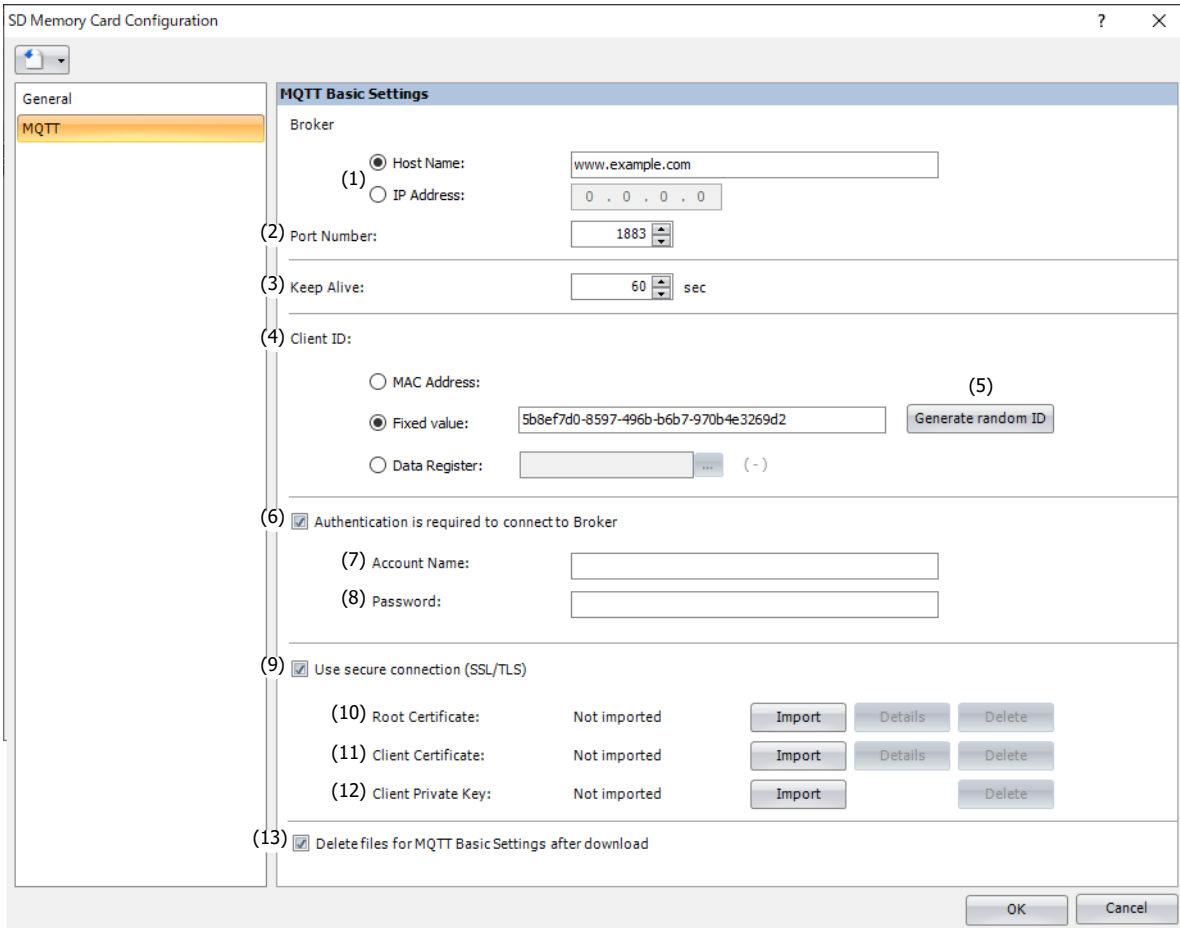 SD Memory Card Configuration ?
General
MQTT
MQTT Basic Settings
Broker
(1)
Host Name: www.example.com
IP Address: 0 . 0 . 0 . 0
(2) Port Number: 1883
(3) Keep Alive: 60 sec
(4) Client ID:
MAC Address:
(5)
Fixed value: 5b8ef7d0-8597-496b-b6b7-970b4e3269d2 Generate random ID
Data Register: ... (-)
(6) Authentication is required to connect to Broker
(7) Account Name:
(8) Password:
(9) Use secure connection (SSL/TLS)
(10) Root Certificate: Not imported Import Details Delete
(11) Client Certificate: Not imported Import Details Delete
(12) Client Private Key: Not imported Import Delete
(13) Delete files for MQTT Basic Settings after download
OK Cancel